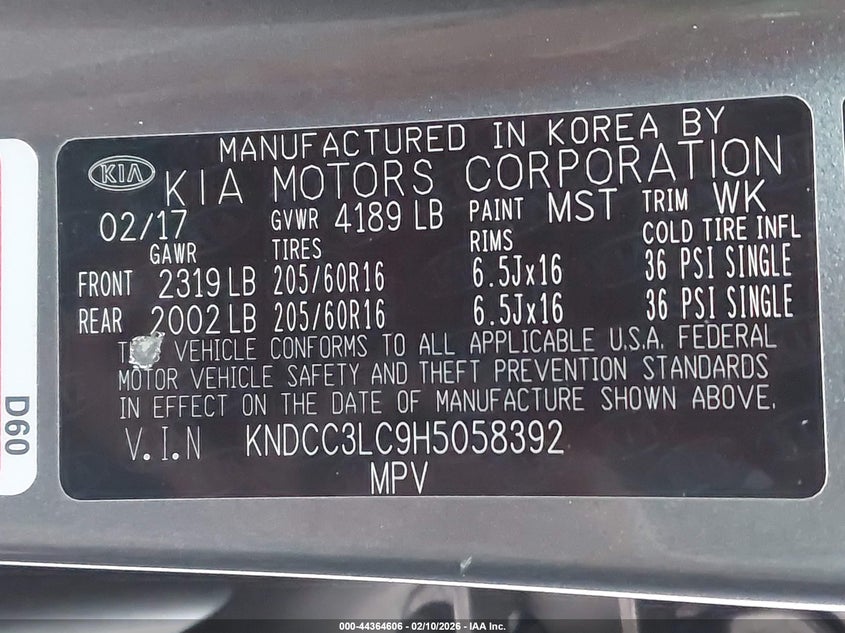 MANUFACTURED IN KOREA BY
KIA KIA MOTORS CORPORATION
02/17 GVWR 4189 LB PAINT MST TRIM WK
GAWR TIRES RIMS COLD TIRE INFL
FRONT 2319 LB 205/60R16 6.5Jx16 36 PSI SINGLE
REAR 2002 LB 205/60R16 6.5Jx16 36 PSI SINGLE
VEHICLE CONFORMS TO ALL APPLICABLE U.S.A. FEDERAL
MOTOR VEHICLE SAFETY AND THEFT PREVENTION STANDARDS
IN EFFECT ON THE DATE OF MANUFACTURE SHOWN ABOVE.
V.I.N KNDCC3LC9H5058392
MPV
D60
000-44364606 - 02/10/2026 - IAA Inc.